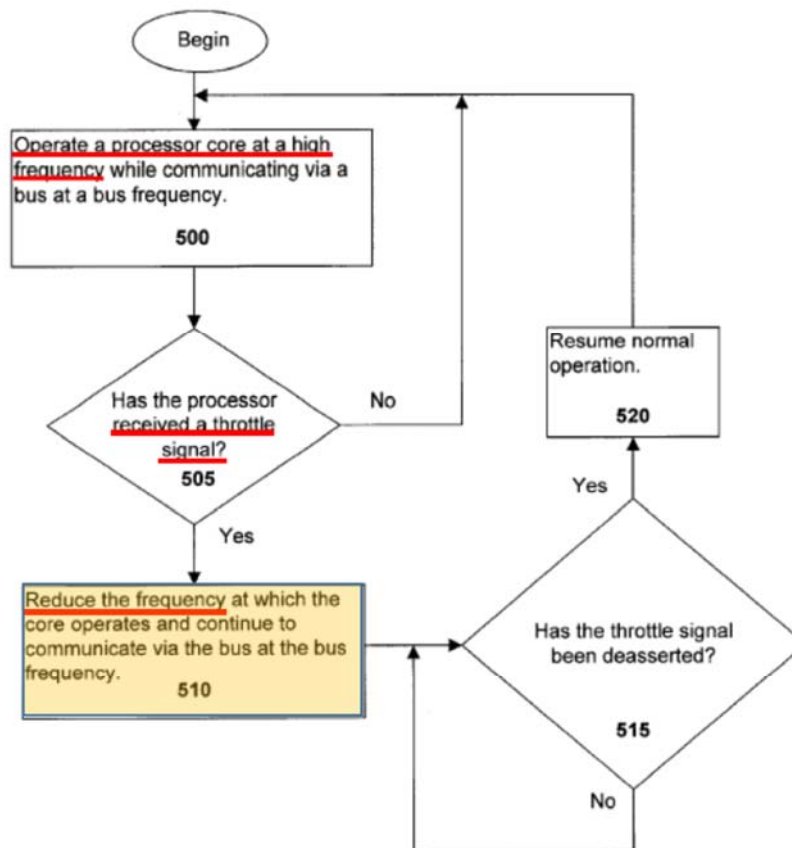 Begin
Operate a processor core at a high
frequency while communicating via a
bus at a bus frequency.
500
Has the processor
received a throttle
signal?
505
No
Yes
Reduce the frequency at which the
core operates and continue to
communicate via the bus at the bus
frequency.
510
Resume normal
operation.
520
Yes
Has the throttle signal
been deasserted?
515
No